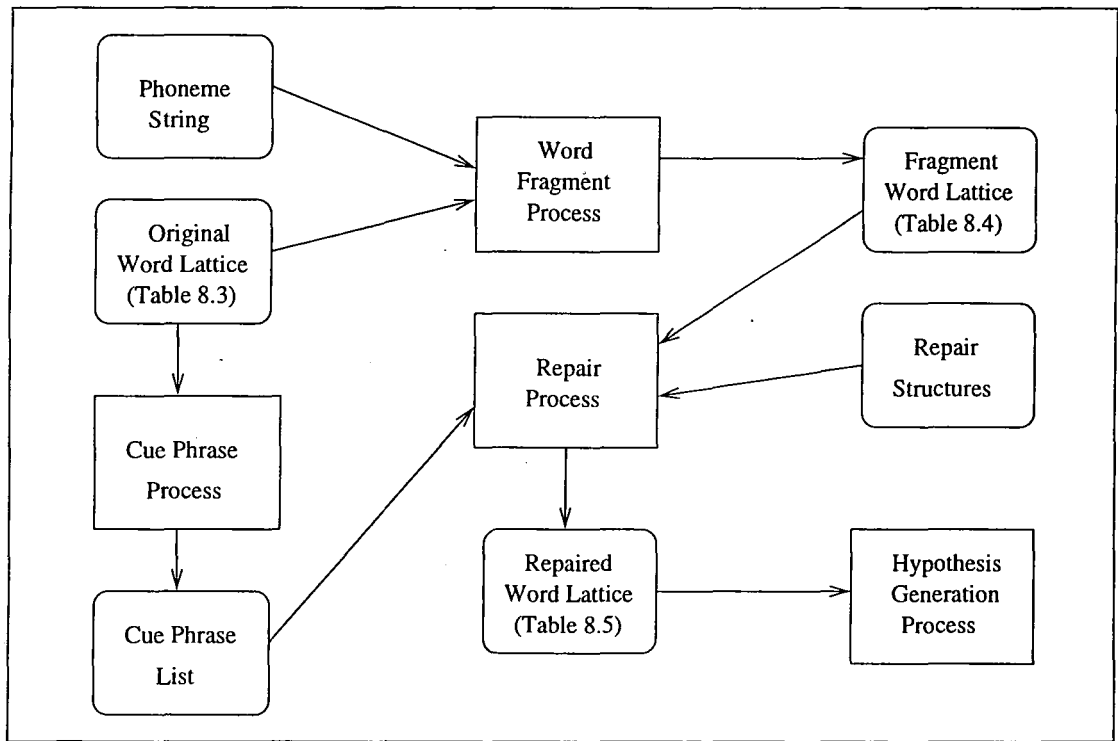 Phoneme
String
Word
Fragment
Process
Fragment
Word Lattice
(Table 8.4)
Original
Word Lattice
(Table 8.3)
Repair
Process
Repair
Structures
Cue Phrase
Process
Repaired
Word Lattice
(Table 8.5)
Hypothesis
Generation
Process
Cue Phrase
List